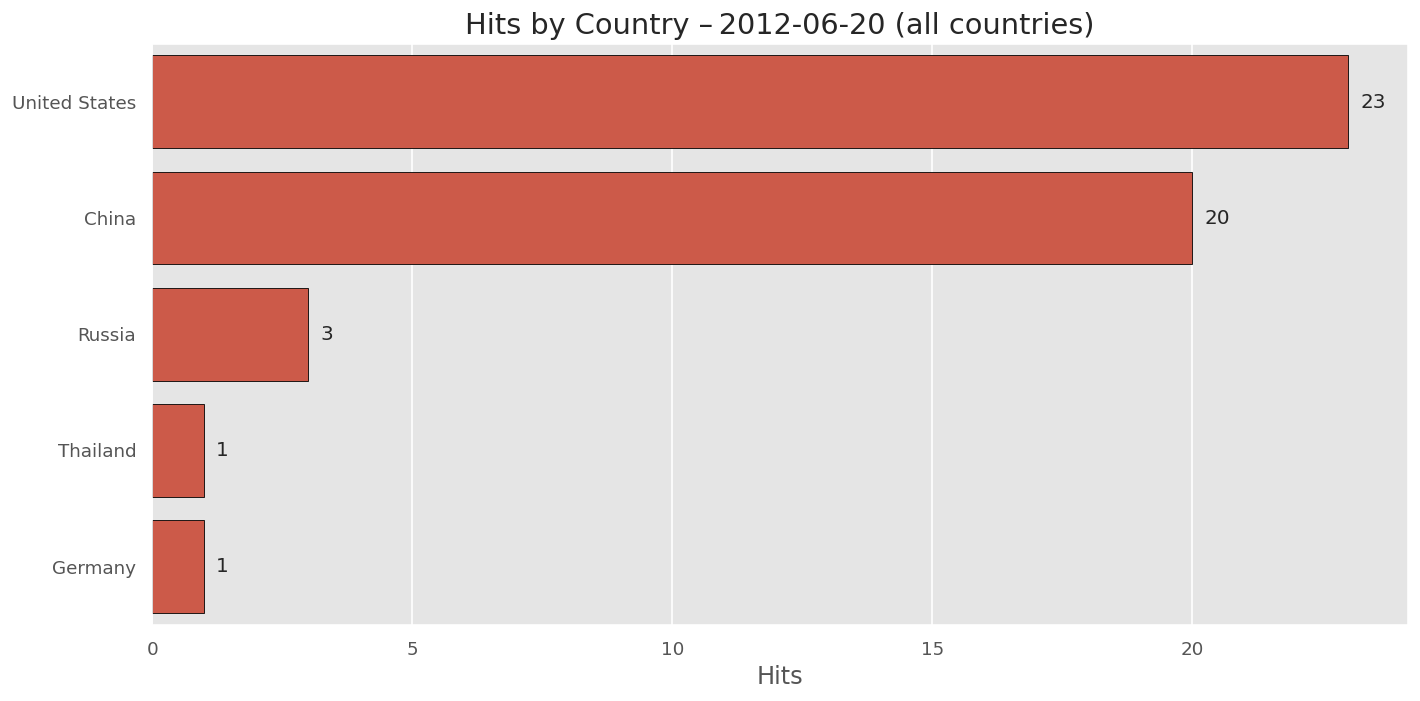 Hits by Country – 2012-06-20 (all countries)
United States
23
China
20
Russia
3
Thailand
1
Germany
1
0 5 10 15 20
Hits